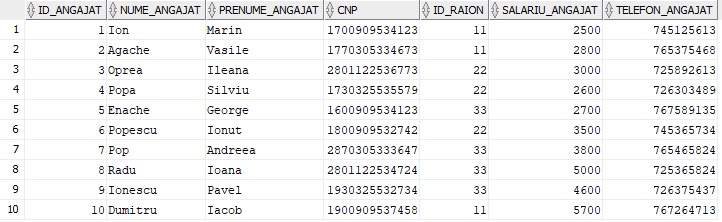 ID_ANGAJAT NUME_ANGAJAT PRENUME_ANGAJAT CNP ID_RAION SALARIU_ANGAJAT TELEFON_ANGAJAT
1 1 Ion Marin 1700909534123 11 2500 745125613
2 2 Agache Vasile 1770305334673 11 2800 765375468
3 3 Oprea Ileana 2801122536773 22 3000 725892613
4 4 Popa Silviu 1730325535579 22 2600 726303489
5 5 Enache George 1600909534123 33 2700 767589135
6 6 Popescu Ionut 1800909532742 22 3500 745365734
7 7 Pop Andreea 2870305333647 33 3800 765465824
8 8 Radu Ioana 2801122534724 33 5000 725365824
9 9 Ionescu Pavel 1930325532734 33 4600 726375437
10 10 Dumitru Iacob 1900909537458 11 5700 767264713